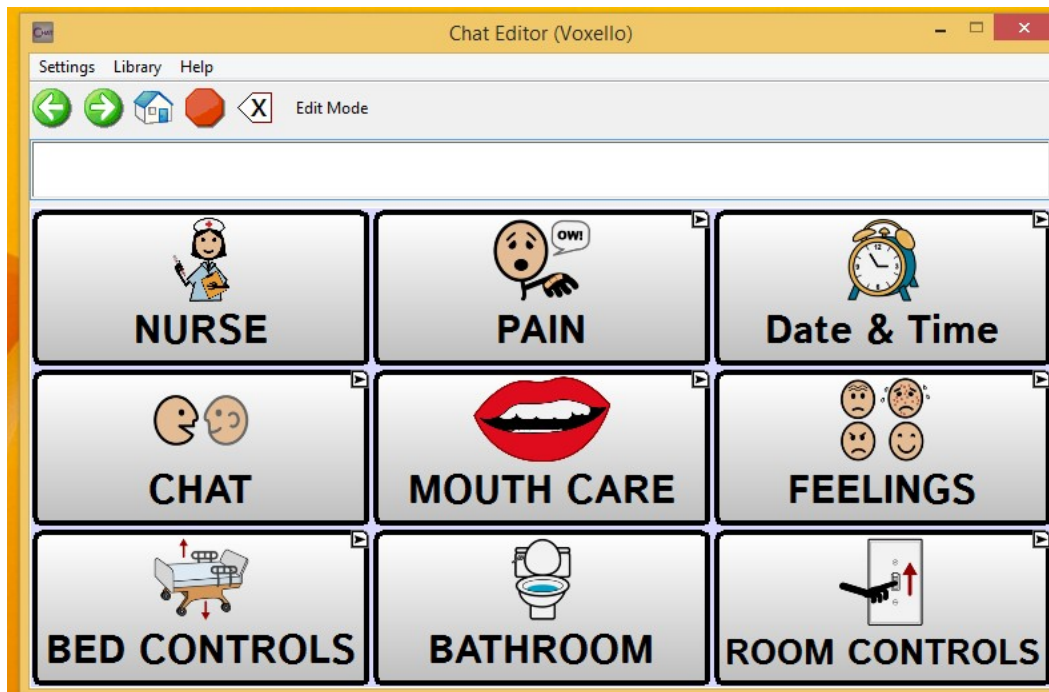 Chat Editor (Voxello)
Settings Library Help
X Edit Mode
OW!
NURSE PAIN Date & Time
CHAT MOUTH CARE FEELINGS
BED CONTROLS BATHROOM ROOM CONTROLS